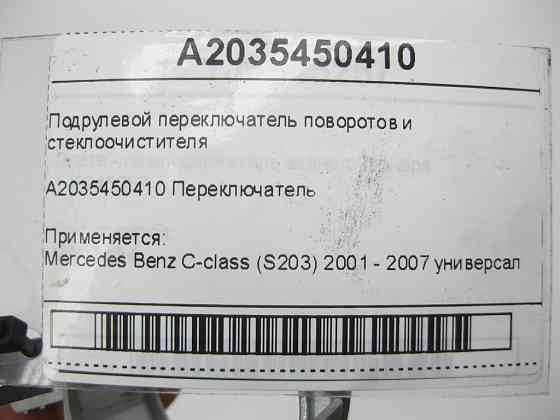 A2035450410
Подрулевой переключатель поворотов и
стеклоочистителя
A2035450410 Переключатель
Применяется:
Mercedes Benz C-class (S203) 2001 - 2007 универсал